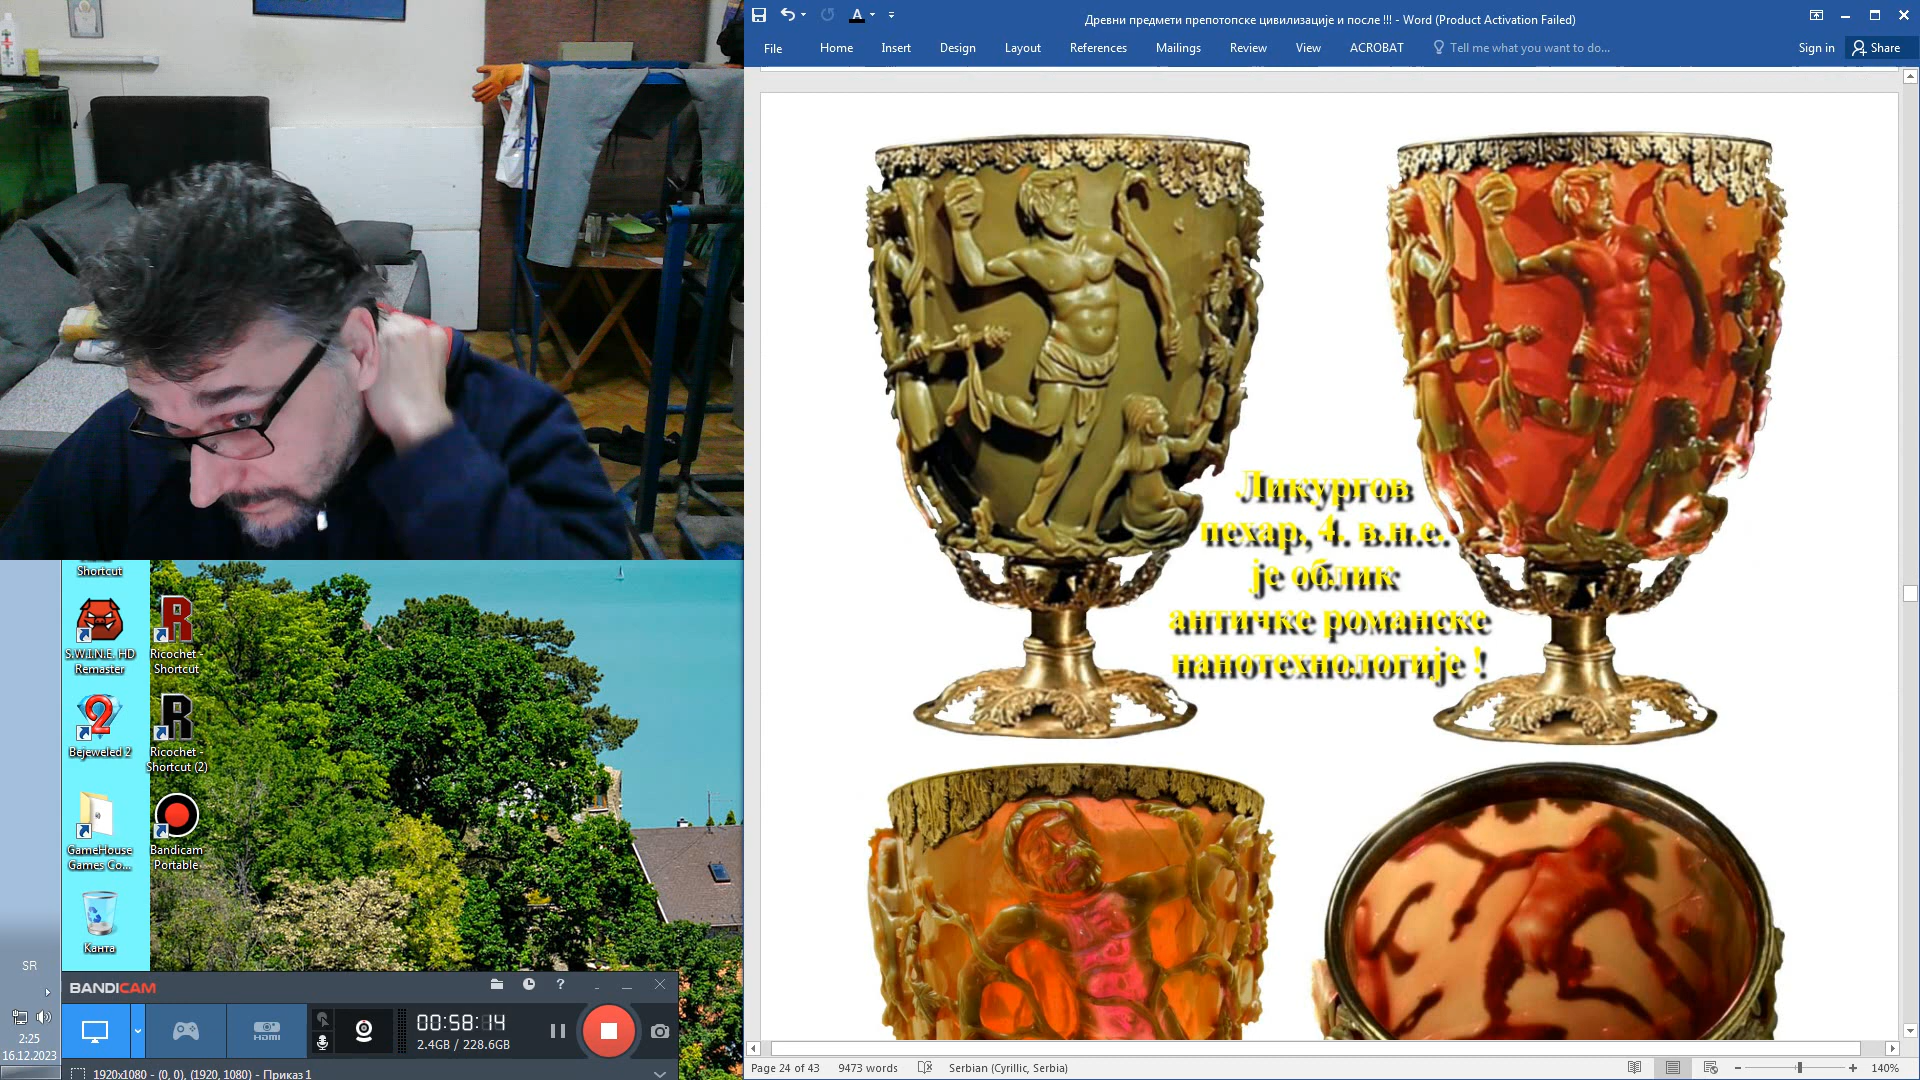 Древни предмети препотопске цивилизације и после !!! - Word (Product Activation Failed)
File Home Insert Design Layout References Mailings Review View ACROBAT Tell me what you want to do... Sign in Share
Ликургов
пехар, 4. в.н.е.
је облик
античке романске
нанотехнологије !
Shortcut
S.W.I.N.E. HD
Remaster
Ricochet -
Shortcut
Bejeweled 2
Ricochet -
Shortcut (2)
GameHouse
Games Co...
Bandicam
Portable
Канта
SR
2:25
16.12.2023
BANDICAM
HDMI
00:58:14
2.4GB / 228.6GB
1920x1080 - (0, 0), (1920, 1080) - Приказ 1
Page 24 of 43 9473 words Serbian (Cyrillic, Serbia) 140%